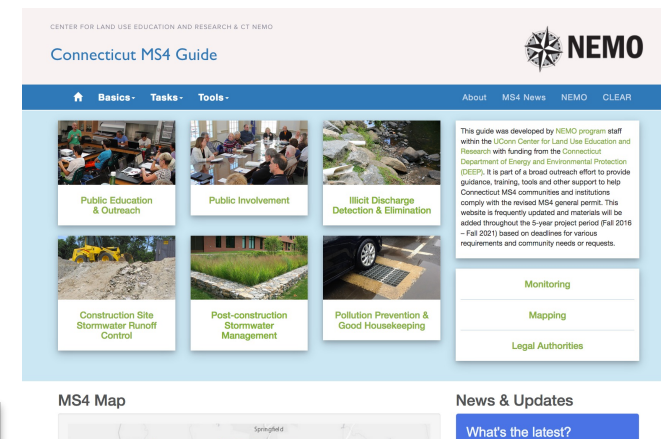 CENTER FOR LAND USE EDUCATION AND RESEARCH & CT NEMO
Connecticut MS4 Guide
NEMO
Basics
Tasks
Tools
About
MS4 News
NEMO
CLEAR
Public Education
& Outreach
Public Involvement
Illicit Discharge
Detection & Elimination
Construction Site
Stormwater Runoff
Control
Post-construction
Stormwater
Management
Pollution Prevention &
Good Housekeeping
This guide was developed by NEMO program staff
within the UConn Center for Land Use Education and
Research with funding from the Connecticut
Department of Energy and Environmental Protection
(DEEP). It is part of a broad outreach effort to provide
guidance, training, tools and other support to help
Connecticut MS4 communities and institutions
comply with the revised MS4 general permit. This
website is frequently updated and materials will be
added throughout the 5-year project period (Fall 2016
– Fall 2021) based on deadlines for various
requirements and community needs or requests.
Monitoring
Mapping
Legal Authorities
MS4 Map
Springfield
News & Updates
What's the latest?